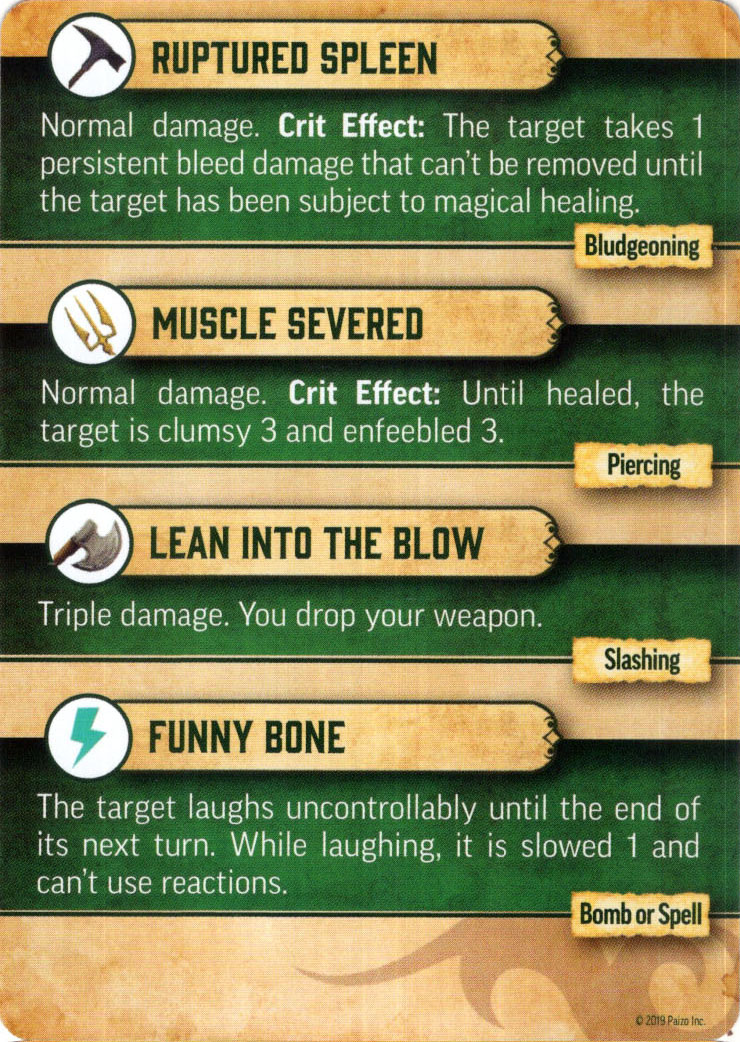 RUPTURED SPLEEN
Normal damage. Crit Effect: The target takes 1
persistent bleed damage that can't be removed until
the target has been subject to magical healing.
Bludgeoning
MUSCLE SEVERED
Normal damage. Crit Effect: Until healed, the
target is clumsy 3 and enfeebled 3.
Piercing
LEAN INTO THE BLOW
Triple damage. You drop your weapon.
Slashing
FUNNY BONE
The target laughs uncontrollably until the end of
its next turn. While laughing, it is slowed 1 and
can't use reactions.
Bomb or Spell
© 2019 Paizo Inc.